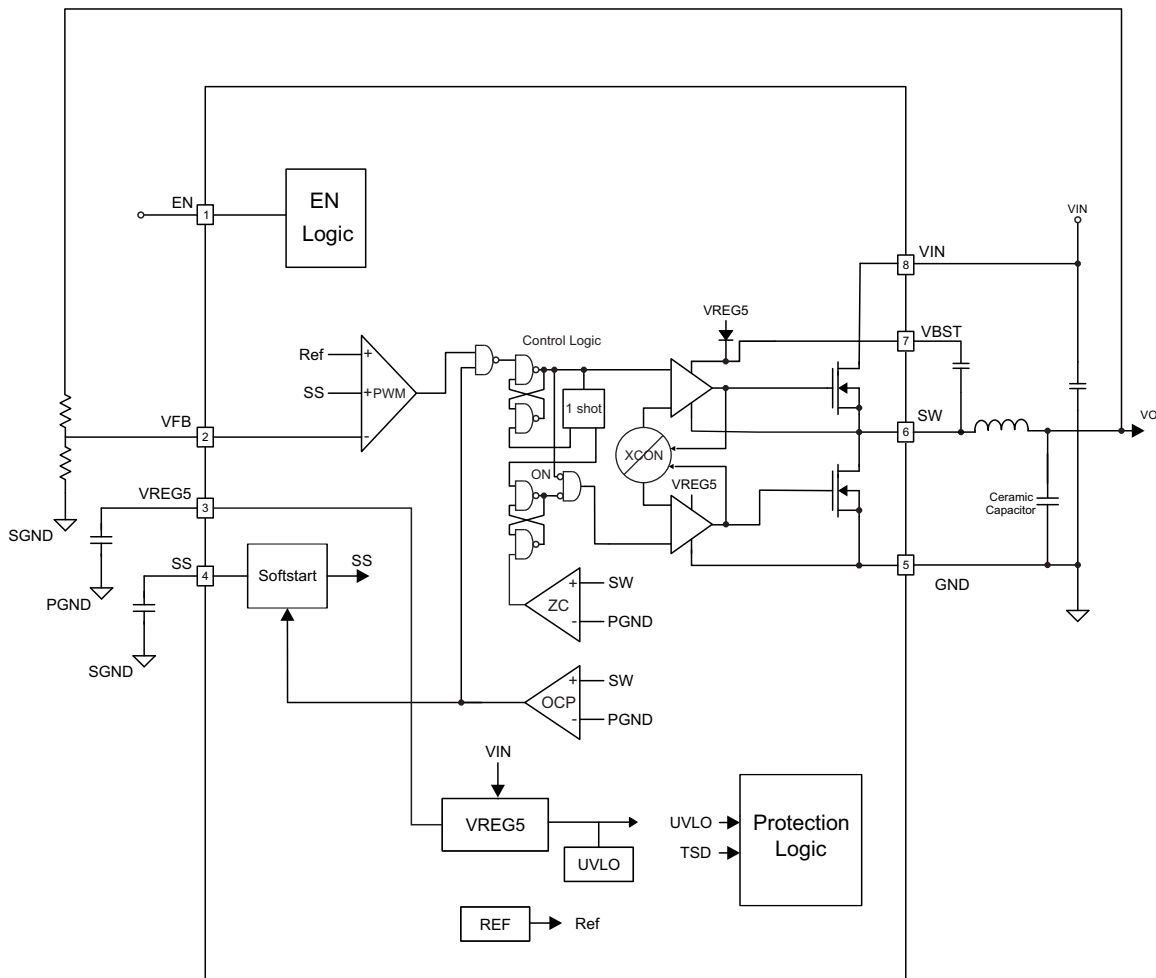 EN
1
EN
Logic
VIN
VIN
8
VREG5
VBST
7
Control Logic
Ref
+
SS
+
PWM
-
1 shot
SW
6
VO
VFB
2
XCON
ON
VREG5
VREG5
3
Ceramic
Capacitor
SGND
SS
4
Softstart
SS
5
GND
PGND
+
SW
ZC
-
PGND
SGND
+
SW
OCP
-
PGND
VIN
VREG5
UVLO
UVLO
TSD
Protection
Logic
REF
Ref